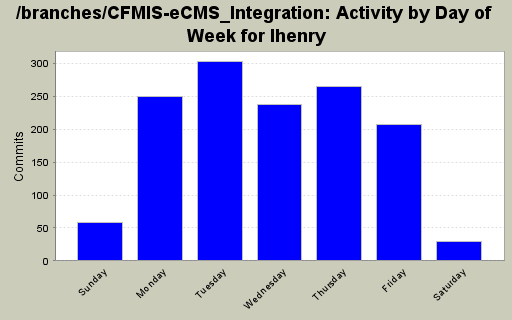 /branches/CFMIS-eCMS_Integration: Activity by Day of
Week for lhenry
Commits
300
250
200
150
100
50
0
Sunday
Monday
Tuesday
Wednesday
Thursday
Friday
Saturday